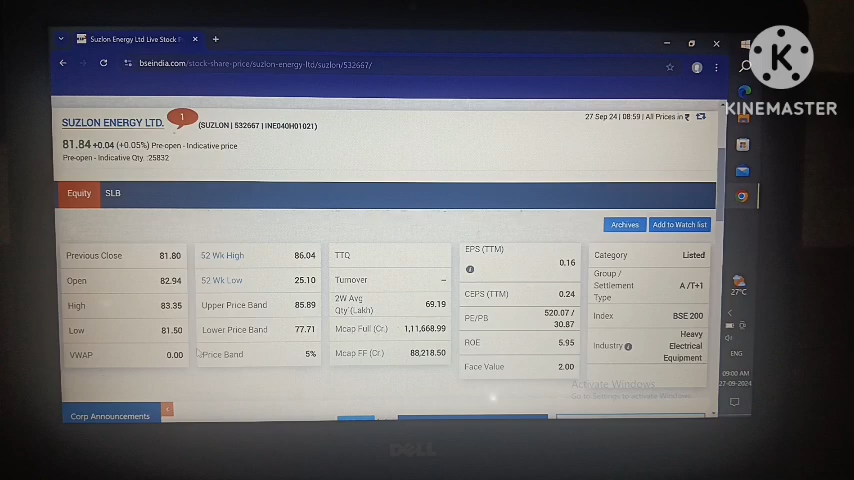 Suzlon Energy Ltd Live Stock P
bseindia.com/stock-share-price/suzlon-energy-ltd/suzlon/532667/
K
KINEMASTER
SUZLON ENERGY LTD.
1
(SUZLON | 532667 | INE040H01021)
27 Sep 24 | 08:59 | All Prices in ₹
81.84 +0.04 (+0.05%) Pre-open - Indicative price
Pre-open - Indicative Qty. :25832
Equity SLB
Archives Add to Watch list
Previous Close 81.80
Open 82.94
High 83.35
Low 81.50
VWAP 0.00
52 Wk High 86.04
52 Wk Low 25.10
Upper Price Band 85.89
Lower Price Band 77.71
Price Band 5%
TTQ
Turnover --
2W Avg
Qty (Lakh) 69.19
Mcap Full (Cr.) 1,11,668.99
Mcap FF (Cr.) 88,218.50
EPS (TTM) 0.16
CEPS (TTM) 0.24
PE/PB 520.07 /
30.87
ROE 5.95
Face Value 2.00
Category Listed
Group /
Settlement
Type A /T+1
Index BSE 200
Industry Heavy
Electrical
Equipment
27°C
ENG
09:00 AM
27-09-2024
Activate Windows
Go to Settings to activate Windows.
Corp Announcements
DELL